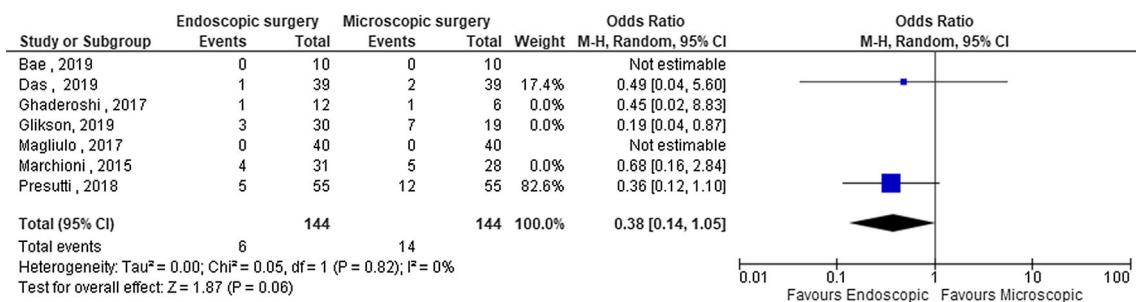 Endoscopic surgery Microscopic surgery Odds Ratio Odds Ratio
Study or Subgroup Events Total Events Total Weight M-H, Random, 95% CI M-H, Random, 95% CI
Bae , 2019 0 10 0 10 Not estimable
Das , 2019 1 39 2 39 17.4% 0.49 [0.04, 5.60]
Ghaderoshi , 2017 1 12 1 6 0.0% 0.45 [0.02, 8.83]
Glikson , 2019 3 30 7 19 0.0% 0.19 [0.04, 0.87]
Magliulo , 2017 0 40 0 40 Not estimable
Marchioni , 2015 4 31 5 28 0.0% 0.68 [0.16, 2.84]
Presutti , 2018 5 55 12 55 82.6% 0.36 [0.12, 1.10]
Total (95% CI) 144 144 100.0% 0.38 [0.14, 1.05]
Total events 6 14
Heterogeneity: Tau² = 0.00; Chi² = 0.05, df = 1 (P = 0.82); I² = 0%
Test for overall effect: Z = 1.87 (P = 0.06)
0.01 0.1 1 10 100
Favours Endoscopic Favours Microscopic